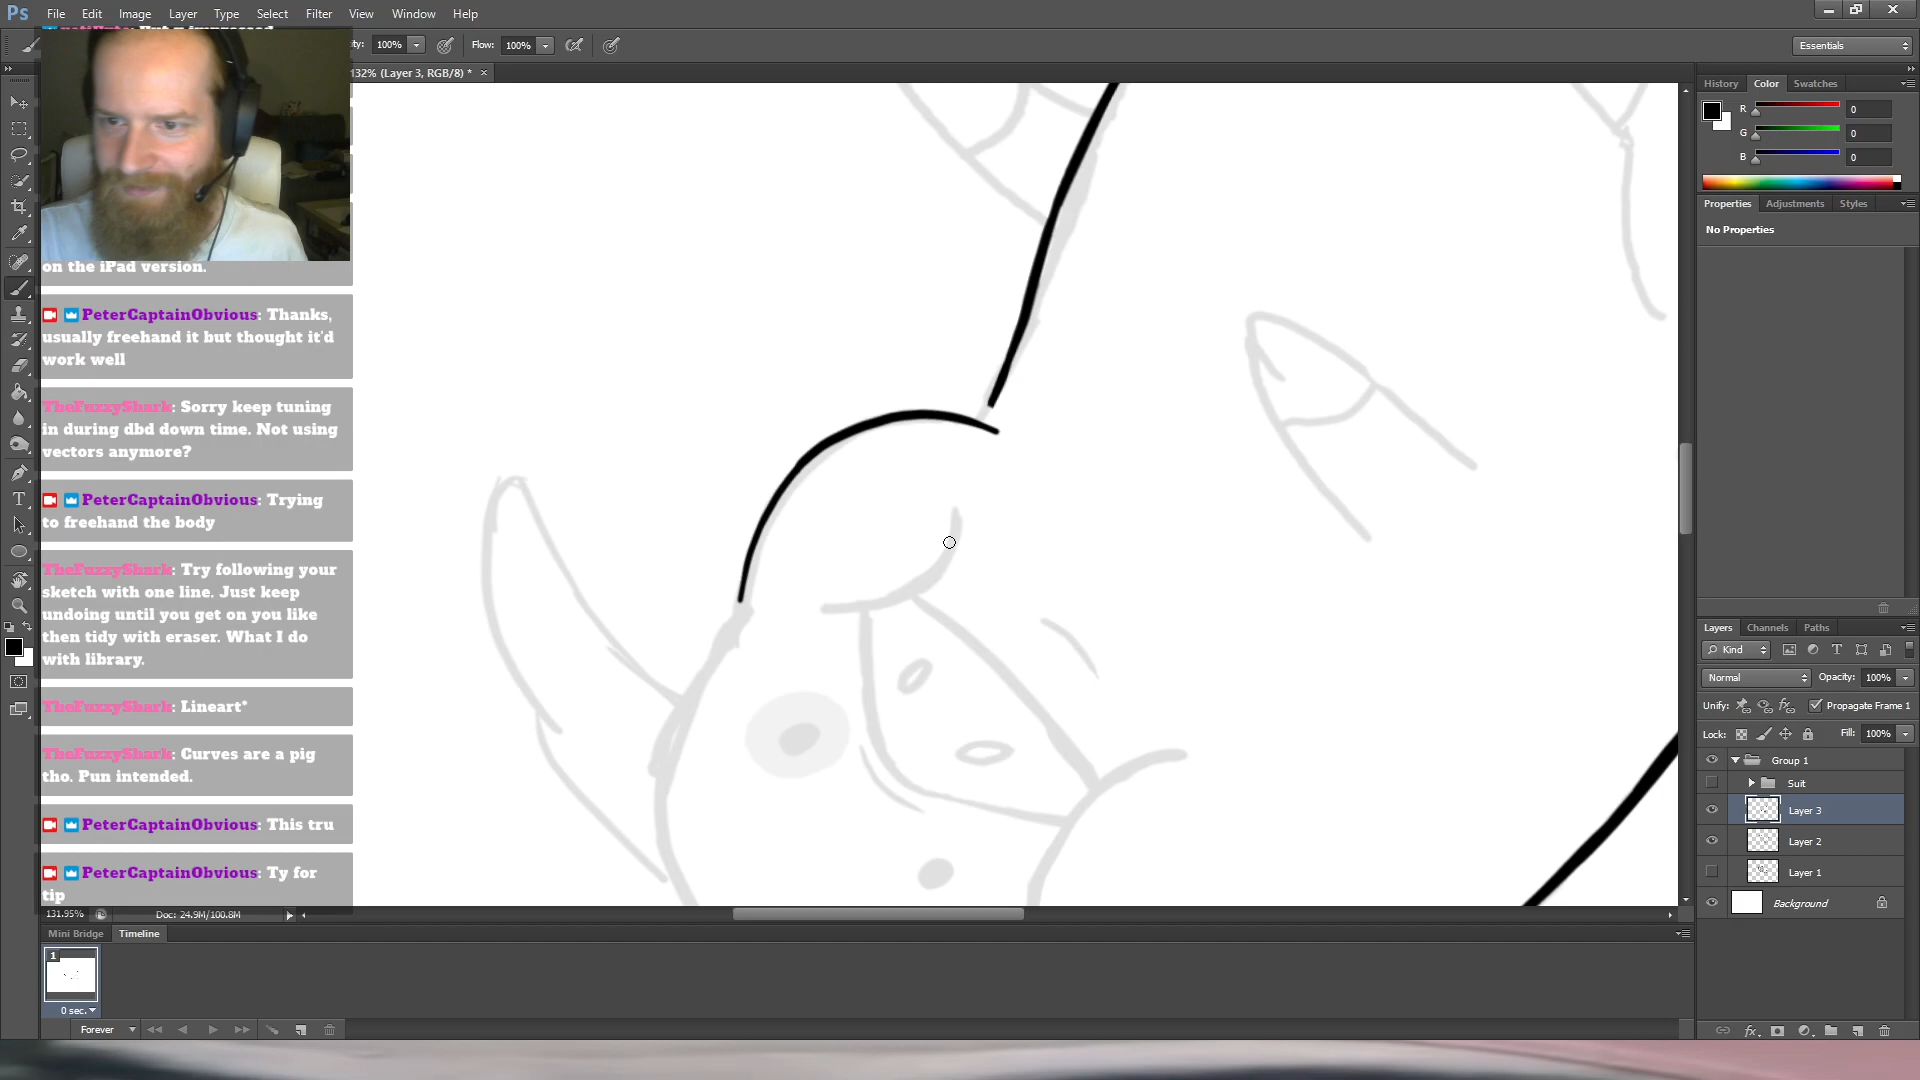 Ps File Edit Image Layer Type Select Filter View Window Help
100% Flow: 100% Essentials
132% (Layer 3, RGB/8) * ×
on the iPad version.
PeterCaptainObvious: Thanks,
usually freehand it but thought it'd
work well
TheFuzzyShark: Sorry keep tuning
in during dbd down time. Not using
vectors anymore?
PeterCaptainObvious: Trying
to freehand the body
TheFuzzyShark: Try following your
sketch with one line. Just keep
undoing until you get on you like
then tidy with eraser. What I do
with library.
TheFuzzyShark: Lineart*
TheFuzzyShark: Curves are a pig
tho. Pun intended.
PeterCaptainObvious: This tru
PeterCaptainObvious: Ty for
tip
131.95% Doc: 24.9M/100.8M
Mini Bridge Timeline
1
0 sec.
Forever
History Color Swatches
R 0
G 0
B 0
Properties Adjustments Styles
No Properties
Layers Channels Paths
Kind
Normal Opacity: 100%
Unify: Propagate Frame 1
Lock: Fill: 100%
Group 1
Suit
Layer 3
Layer 2
Layer 1
Background